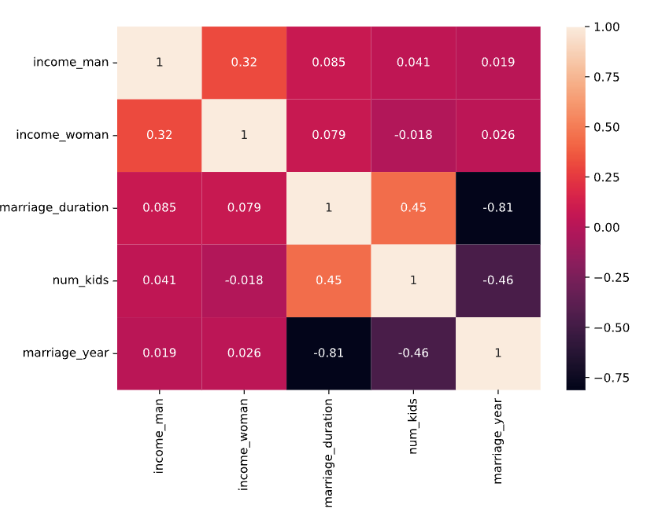 income_man 1 0.32 0.085 0.041 0.019
income_woman 0.32 1 0.079 -0.018 0.026
marriage_duration 0.085 0.079 1 0.45 -0.81
num_kids 0.041 -0.018 0.45 1 -0.46
marriage_year 0.019 0.026 -0.81 -0.46 1
income_man
income_woman
marriage_duration
num_kids
marriage_year
1.00
0.75
0.50
0.25
0.00
−0.25
−0.50
−0.75